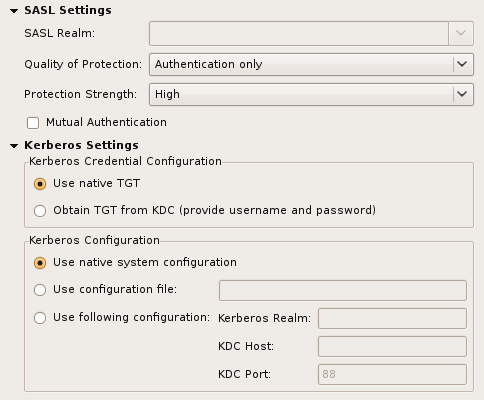 SASL Settings
SASL Realm:
Quality of Protection: Authentication only
Protection Strength: High
Mutual Authentication
Kerberos Settings
Kerberos Credential Configuration
Use native TGT
Obtain TGT from KDC (provide username and password)
Kerberos Configuration
Use native system configuration
Use configuration file:
Use following configuration: Kerberos Realm:
KDC Host:
KDC Port: 88